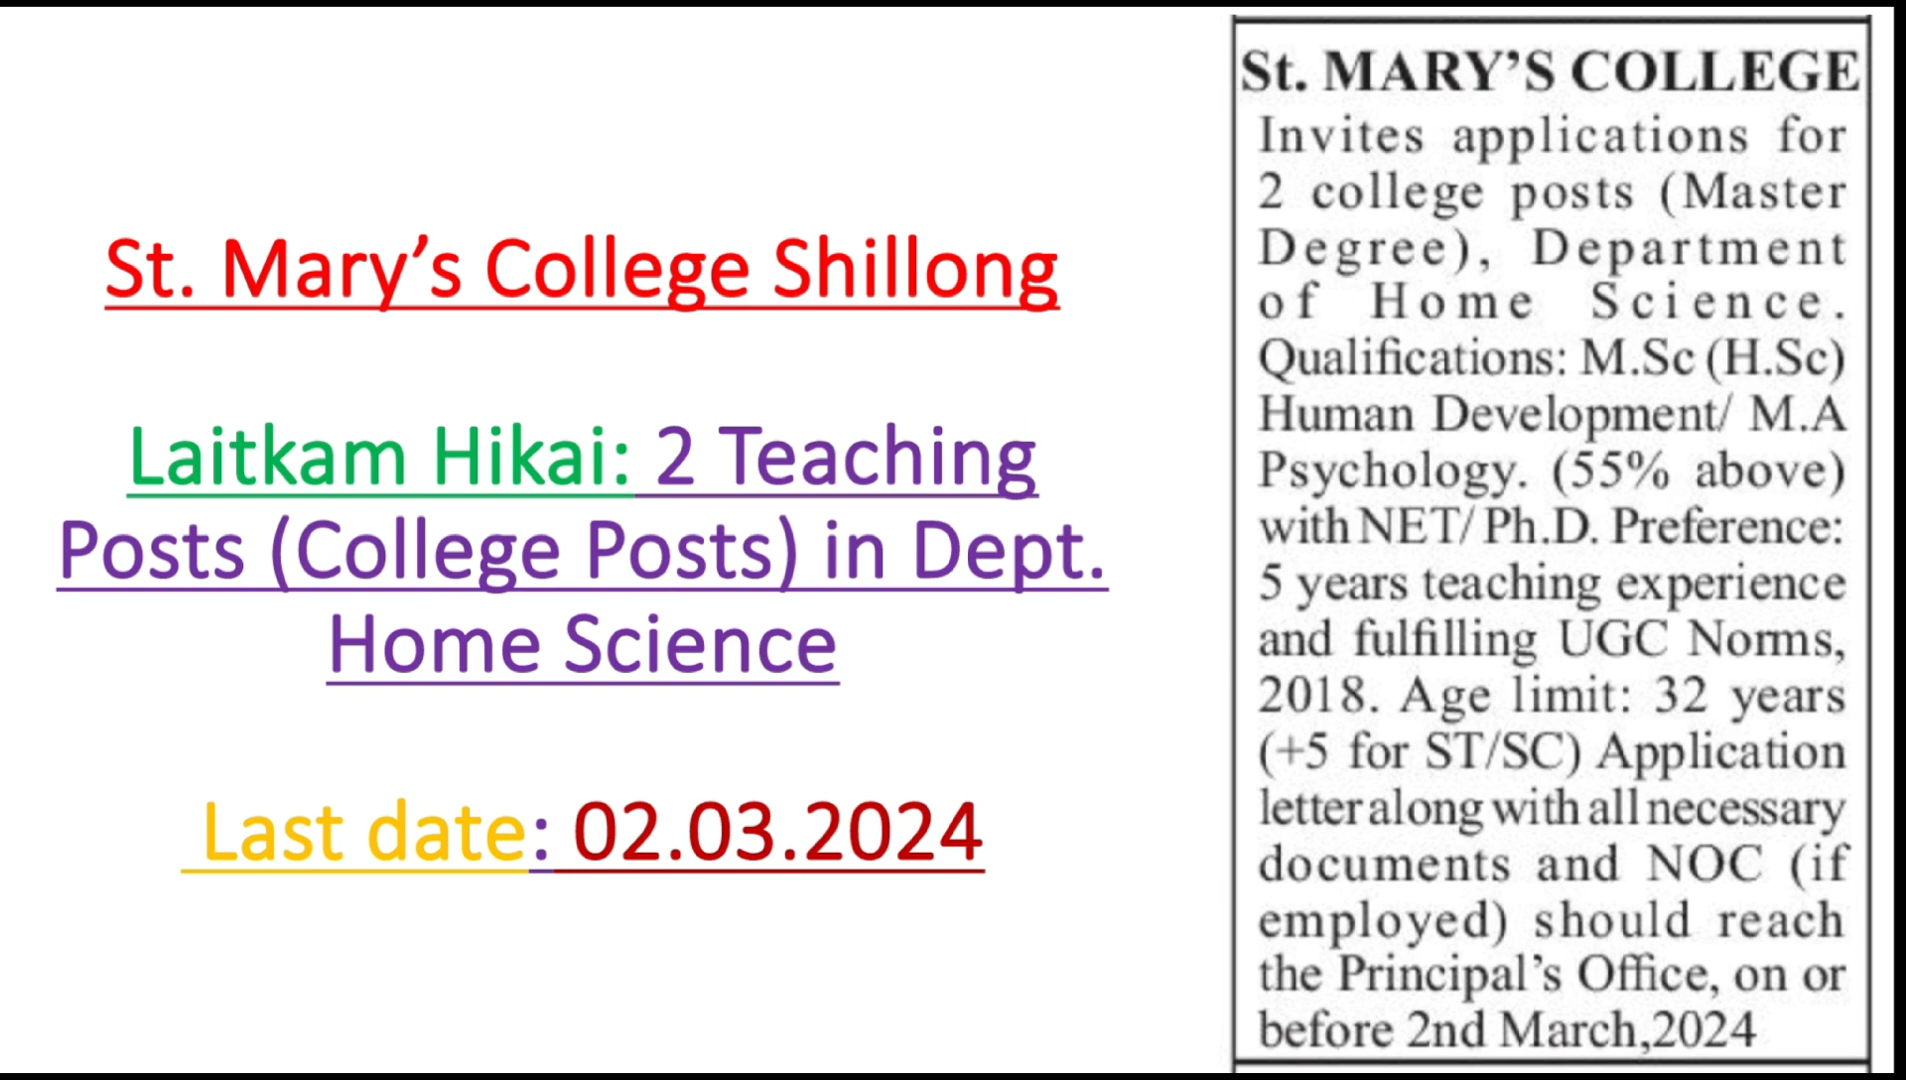 St. Mary’s College Shillong
Laitkam Hikai: 2 Teaching
Posts (College Posts) in Dept.
Home Science
Last date: 02.03.2024
St. MARY’S COLLEGE
Invites applications for
2 college posts (Master
Degree), Department
of Home Science.
Qualifications: M.Sc (H.Sc)
Human Development/ M.A
Psychology. (55% above)
with NET/ Ph.D. Preference:
5 years teaching experience
and fulfilling UGC Norms,
2018. Age limit: 32 years
(+5 for ST/SC) Application
letter along with all necessary
documents and NOC (if
employed) should reach
the Principal’s Office, on or
before 2nd March,2024